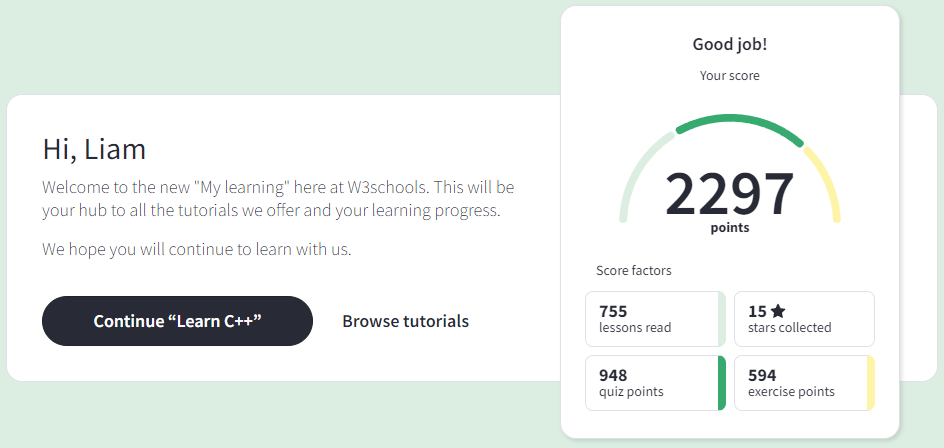 Hi, Liam
Welcome to the new "My learning" here at W3schools. This will be
your hub to all the tutorials we offer and your learning progress.
We hope you will continue to learn with us.
Continue “Learn C++”
Browse tutorials
Good job!
Your score
2297
points
Score factors
755
lessons read
15 ★
stars collected
948
quiz points
594
exercise points